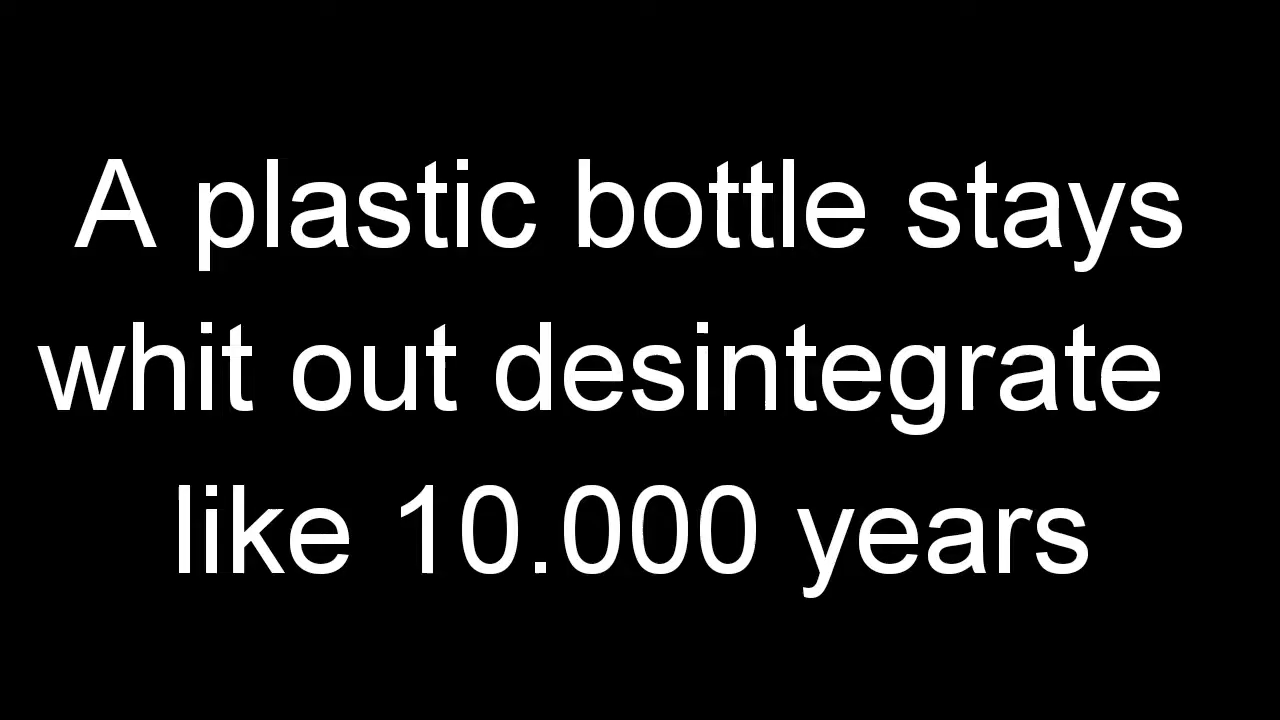 A plastic bottle stays
whit out desintegrate
like 10.000 years